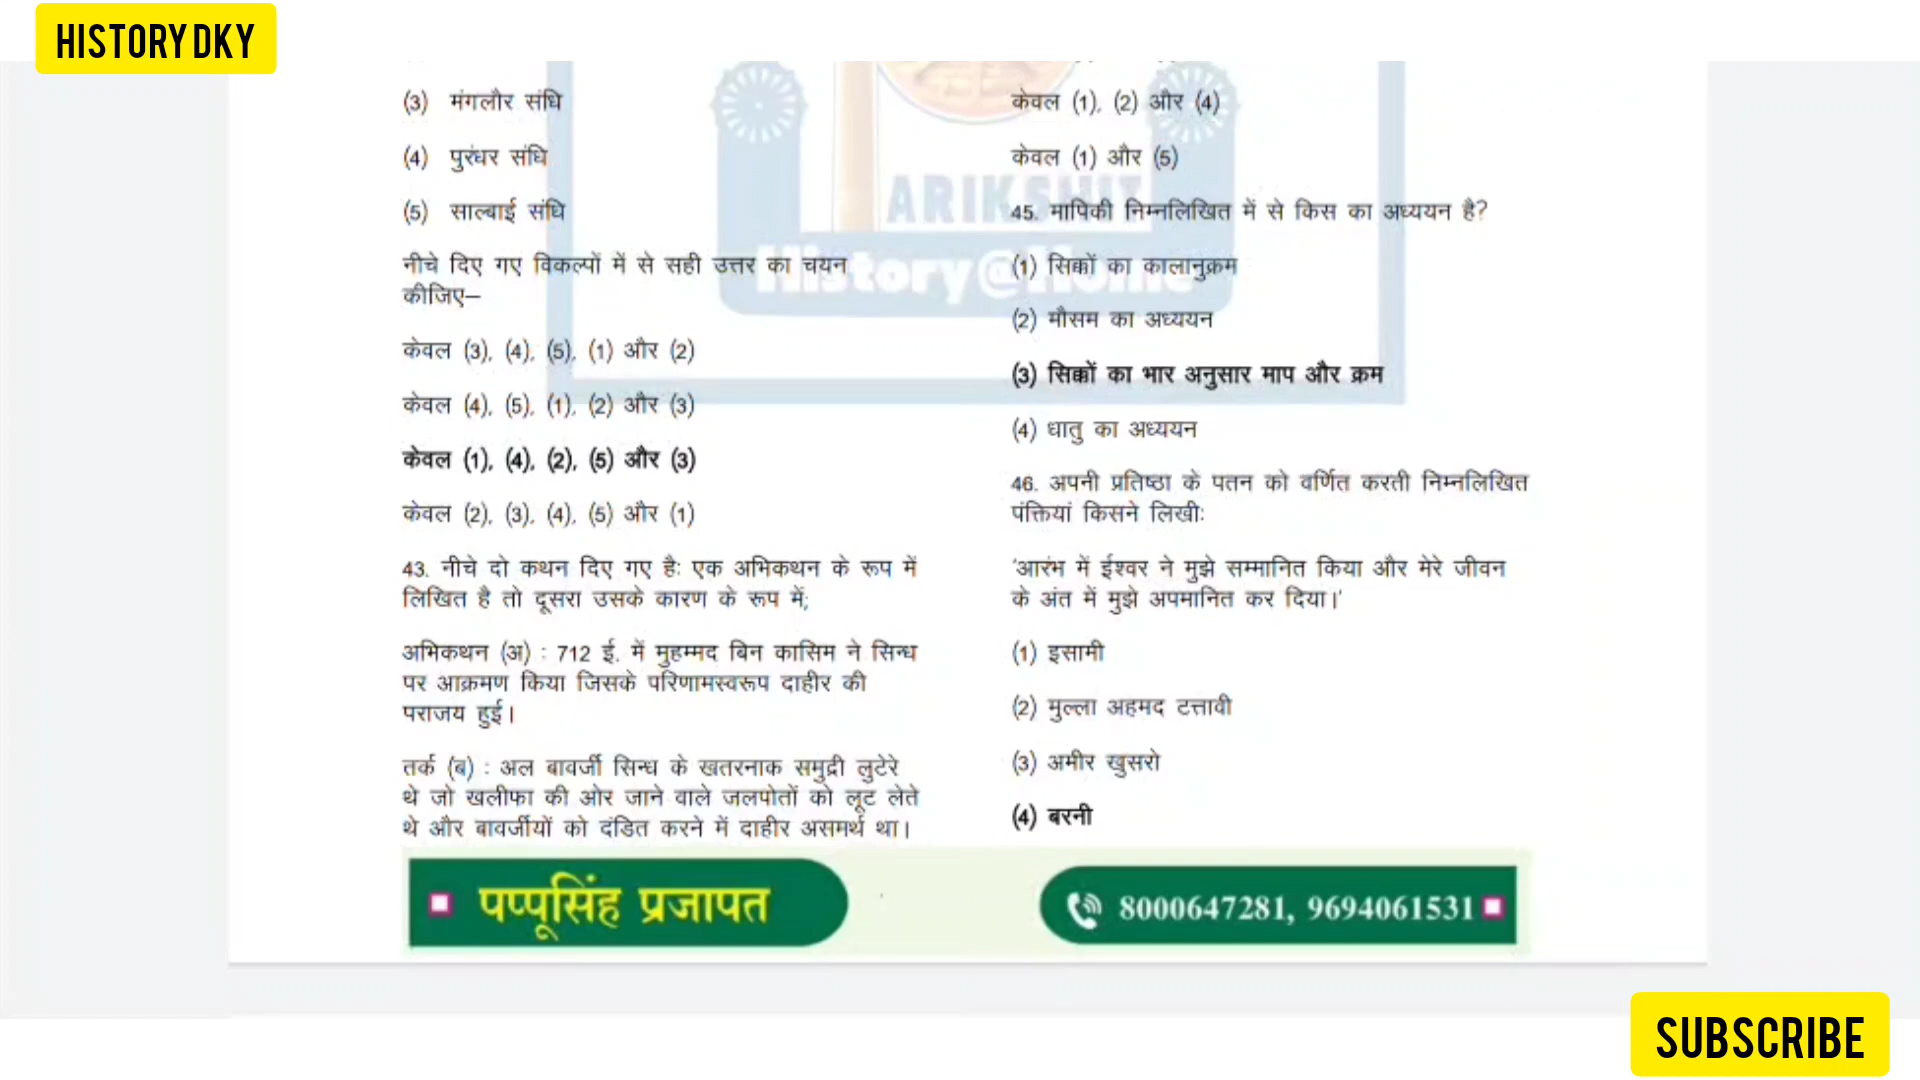 HISTORY DKY
(3) मंगलौर संधि
(4) पुरंधर संधि
(5) साल्बाई संधि
नीचे दिए गए विकल्पों में से सही उत्तर का चयन
कीजिए–
केवल (3), (4), (5), (1) और (2)
केवल (4), (5), (1), (2) और (3)
केवल (1), (4), (2), (5) और (3)
केवल (2), (3), (4), (5) और (1)
43. नीचे दो कथन दिए गए है: एक अभिकथन के रूप में
लिखित है तो दूसरा उसके कारण के रूप में;
अभिकथन (अ) : 712 ई. में मुहम्मद बिन कासिम ने सिन्ध
पर आक्रमण किया जिसके परिणामस्वरूप दाहीर की
पराजय हुई।
तर्क (ब) : अल बावर्जी सिन्ध के खतरनाक समुद्री लुटेरे
थे जो खलीफा की ओर जाने वाले जलपोतों को लूट लेते
थे और बावर्जीयों को दंडित करने में दाहीर असमर्थ था।
केवल (1), (2) और (4)
केवल (1) और (5)
45. मापिकी निम्नलिखित में से किस का अध्ययन है?
(1) सिक्कों का कालानुक्रम
(2) मौसम का अध्ययन
(3) सिक्कों का भार अनुसार माप और क्रम
(4) धातु का अध्ययन
46. अपनी प्रतिष्ठा के पतन को वर्णित करती निम्नलिखित
पंक्तियां किसने लिखी:
'आरंभ में ईश्वर ने मुझे सम्मानित किया और मेरे जीवन
के अंत में मुझे अपमानित कर दिया।'
(1) इसामी
(2) मुल्ला अहमद टत्तावी
(3) अमीर खुसरो
(4) बरनी
ARIKSHIT
History@Home
पप्पूसिंह प्रजापत
8000647281, 9694061531
SUBSCRIBE